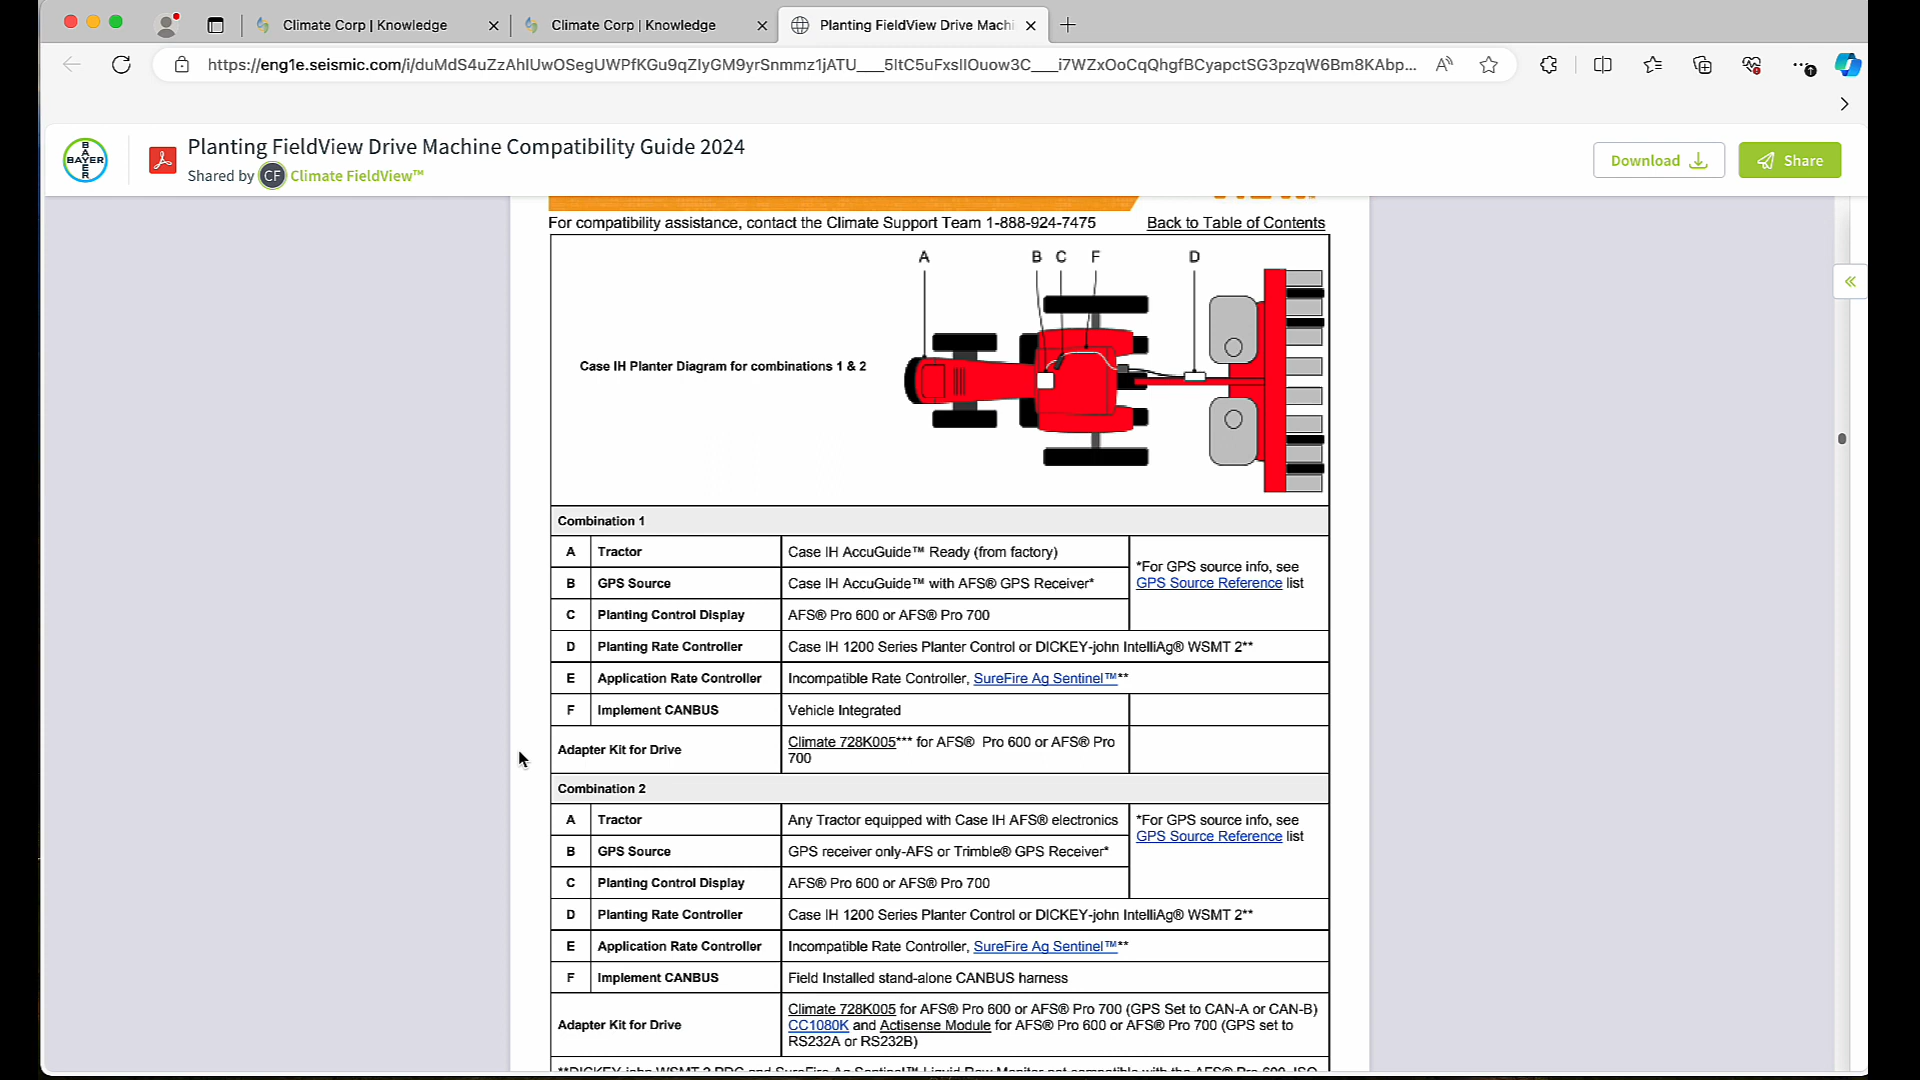 Climate Corp | Knowledge
Climate Corp | Knowledge
Planting FieldView Drive Machi
https://eng1e.seismic.com/i/duMdS4uZzAhIUwOSegUWPfKGu9qZIyGM9yrSnmmz1jATU___5ItC5uFxsIIOuow3C___i7WZxOoCqQhgfBCyapctSG3pzqW6Bm8KAbp...
BAYER
BAYER
Planting FieldView Drive Machine Compatibility Guide 2024
Shared by CF Climate FieldView™
Download
Share
For compatibility assistance, contact the Climate Support Team 1-888-924-7475 Back to Table of Contents
A B C F D
Case IH Planter Diagram for combinations 1 & 2
Combination 1
A Tractor Case IH AccuGuide™ Ready (from factory)
*For GPS source info, see
GPS Source Reference list
B GPS Source Case IH AccuGuide™ with AFS® GPS Receiver*
C Planting Control Display AFS® Pro 600 or AFS® Pro 700
D Planting Rate Controller Case IH 1200 Series Planter Control or DICKEY-john IntelliAg® WSMT 2**
E Application Rate Controller Incompatible Rate Controller, SureFire Ag Sentinel™**
F Implement CANBUS Vehicle Integrated
Adapter Kit for Drive Climate 728K005*** for AFS® Pro 600 or AFS® Pro
700
Combination 2
A Tractor Any Tractor equipped with Case IH AFS® electronics
*For GPS source info, see
GPS Source Reference list
B GPS Source GPS receiver only-AFS or Trimble® GPS Receiver*
C Planting Control Display AFS® Pro 600 or AFS® Pro 700
D Planting Rate Controller Case IH 1200 Series Planter Control or DICKEY-john IntelliAg® WSMT 2**
E Application Rate Controller Incompatible Rate Controller, SureFire Ag Sentinel™**
F Implement CANBUS Field Installed stand-alone CANBUS harness
Adapter Kit for Drive Climate 728K005 for AFS® Pro 600 or AFS® Pro 700 (GPS Set to CAN-A or CAN-B)
CC1080K and Actisense Module for AFS® Pro 600 or AFS® Pro 700 (GPS set to
RS232A or RS232B)